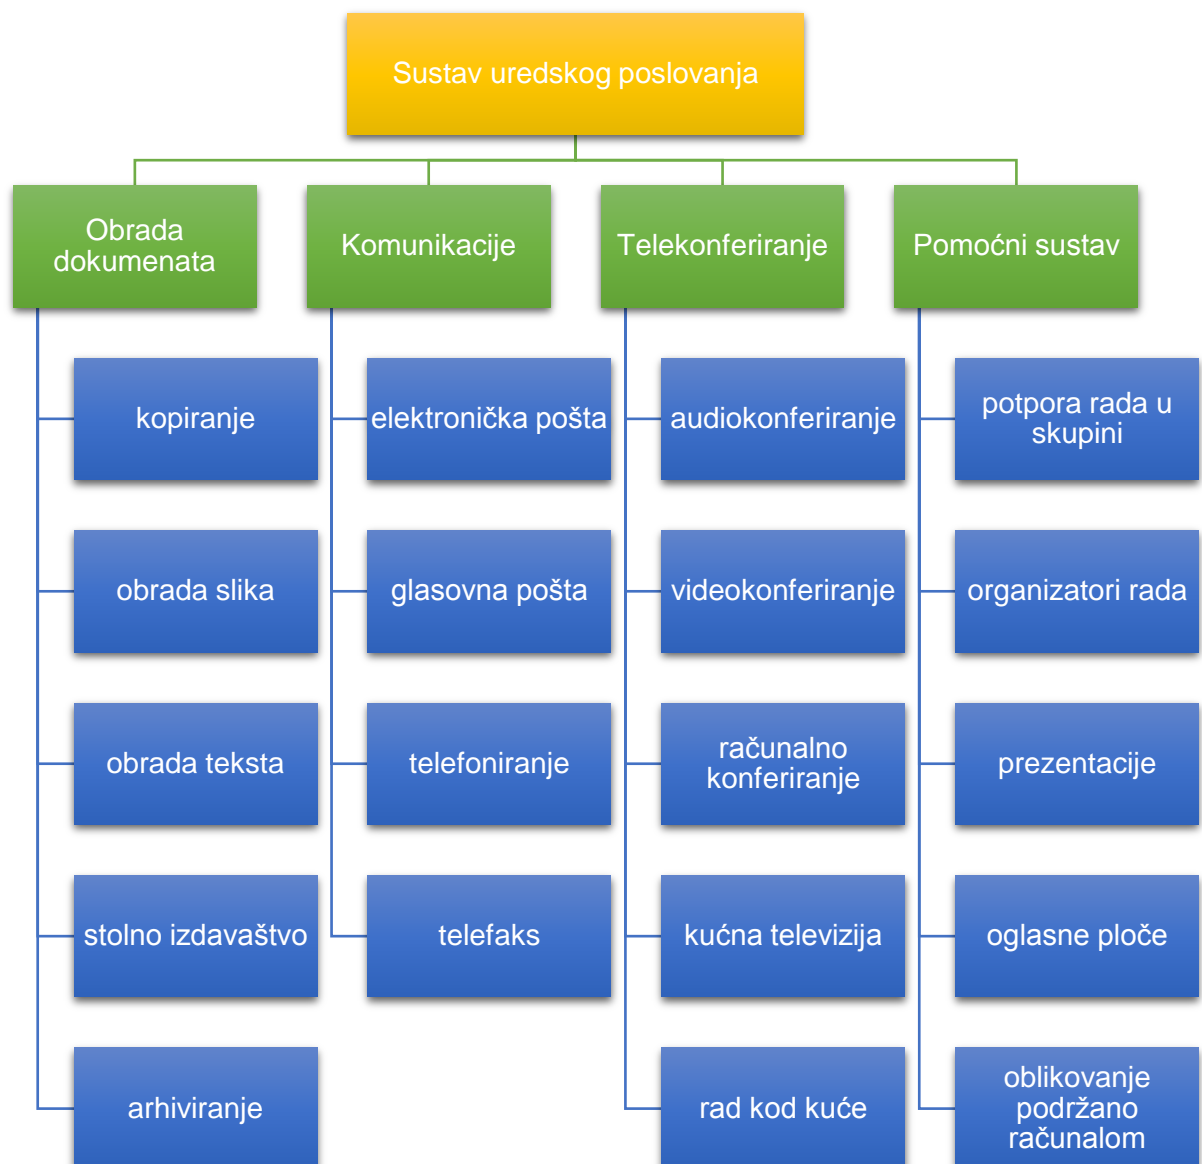 Sustav uredskog poslovanja
Obrada
dokumenata
Komunikacije
Telekonferiranje
Pomoćni sustav
kopiranje
elektronička pošta
audiokonferiranje
potpora rada u
skupini
obrada slika
glasovna pošta
videokonferiranje
organizatori rada
obrada teksta
telefoniranje
računalno
konferiranje
prezentacije
stolno izdavaštvo
telefaks
kućna televizija
oglasne ploče
arhiviranje
rad kod kuće
oblikovanje
podržano
računalom